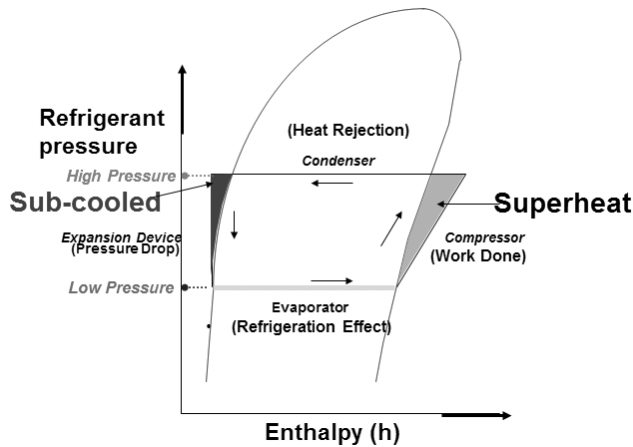 Refrigerant
pressure
(Heat Rejection)
Condenser
High Pressure
Sub-cooled
Superheat
Expansion Device
(Pressure Drop)
Compressor
(Work Done)
Low Pressure
Evaporator
(Refrigeration Effect)
Enthalpy (h)